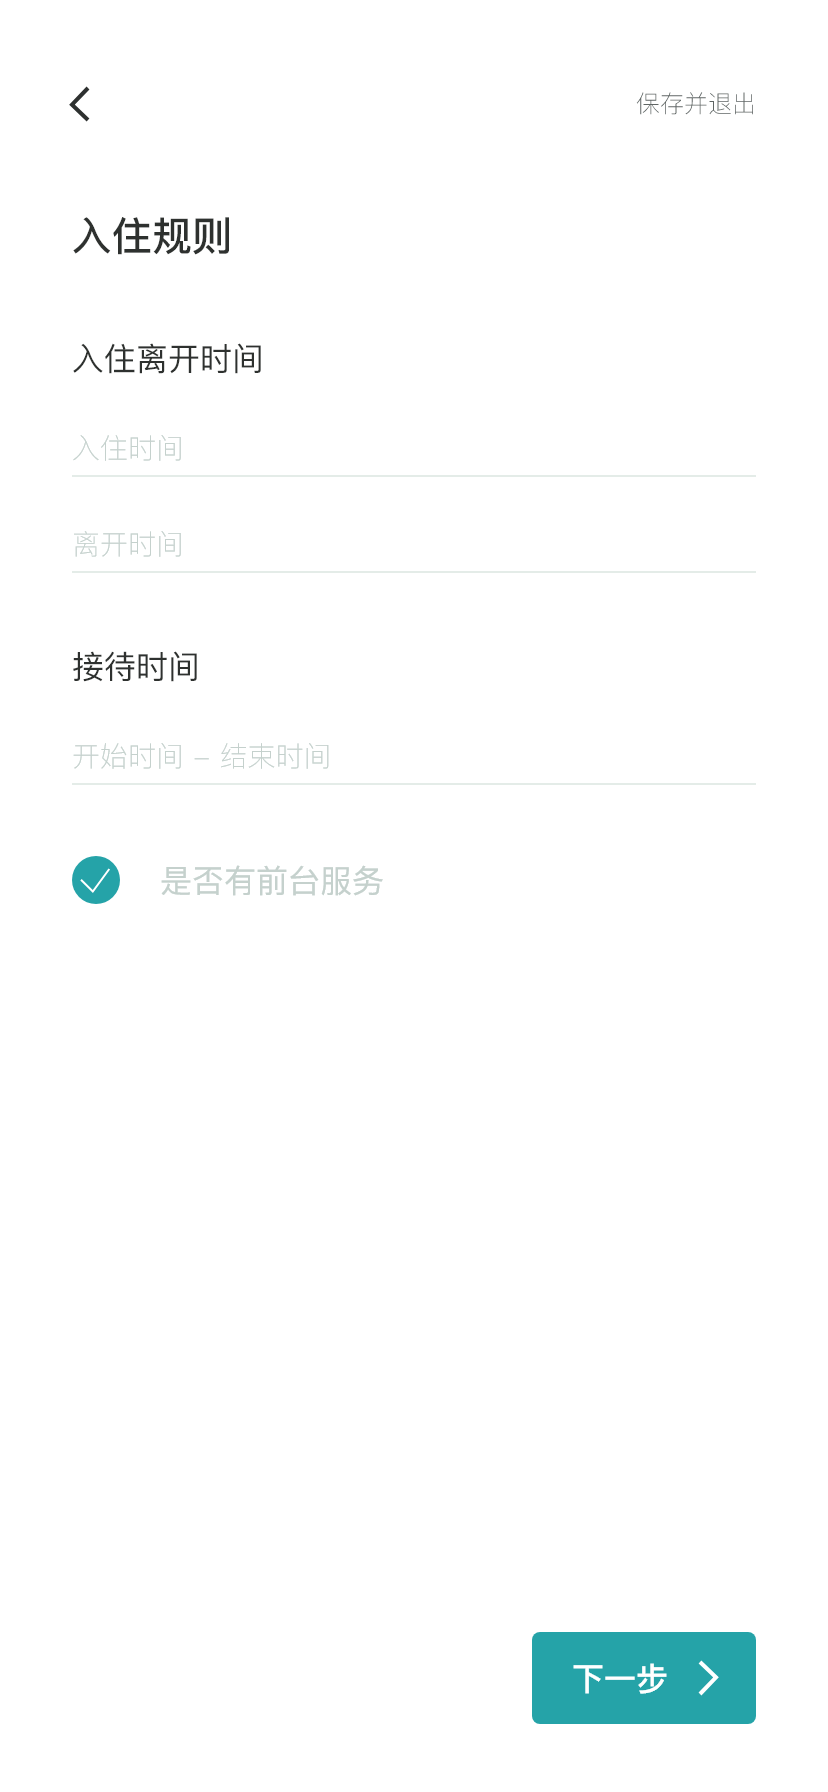 保存并退出
入住规则
入住离开时间
入住时间
离开时间
接待时间
开始时间 – 结束时间
是否有前台服务
下一步